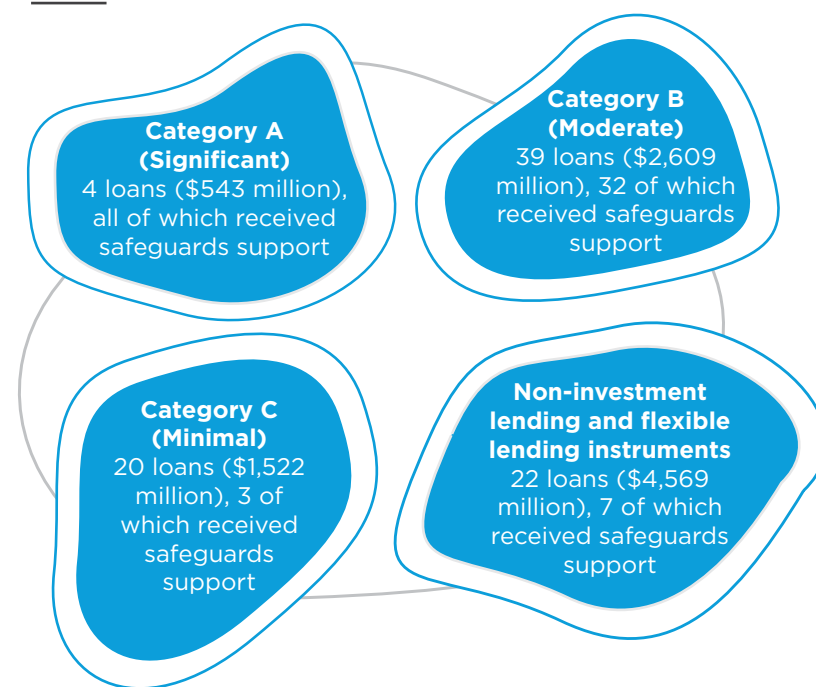 Category A
(Significant)
4 loans ($543 million),
all of which received
safeguards support
Category B
(Moderate)
39 loans ($2,609
million), 32 of which
received safeguards
support
Category C
(Minimal)
20 loans ($1,522
million), 3 of
which received
safeguards
support
Non-investment
lending and flexible
lending instruments
22 loans ($4,569
million), 7 of which
received safeguards
support